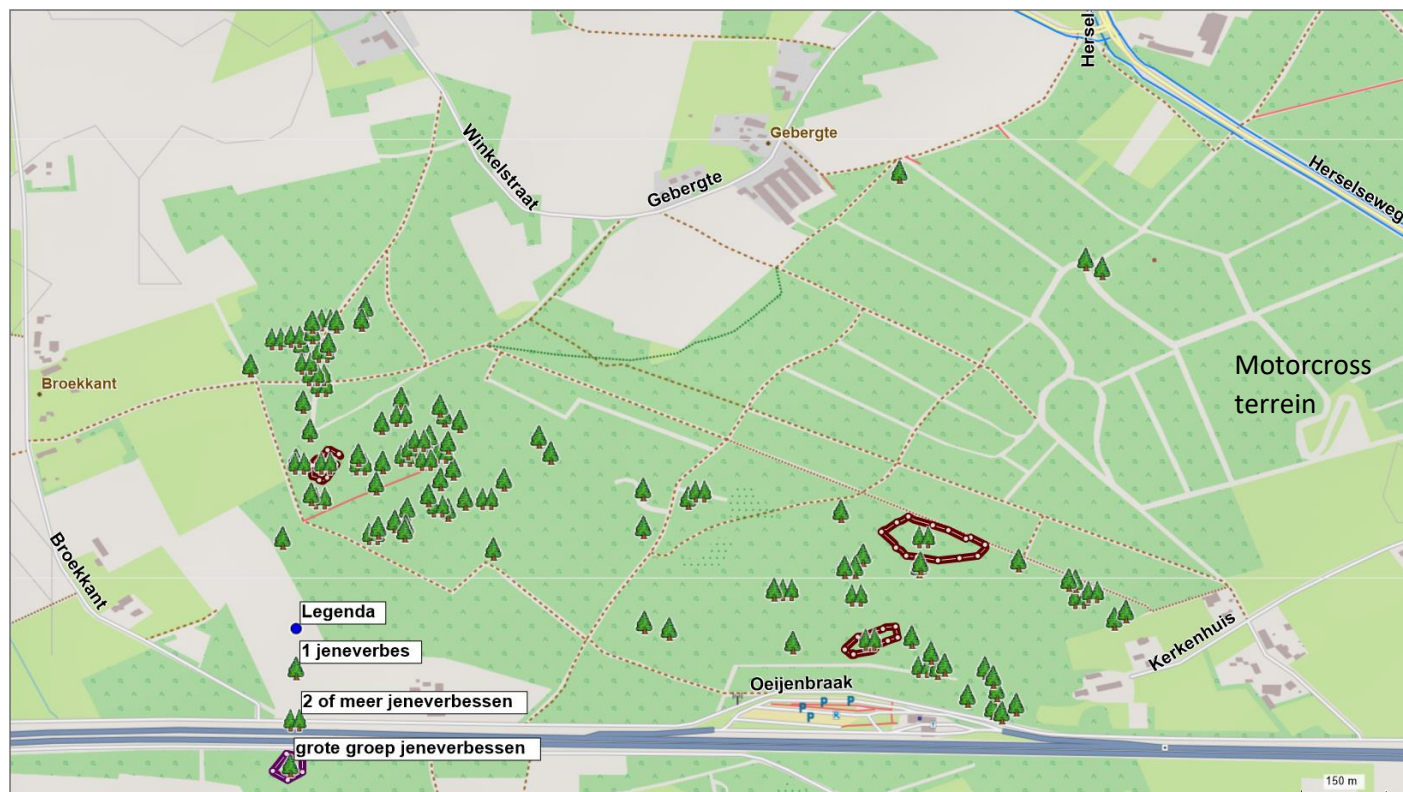 Hersels
Winkelstraat
Gebergte
Gebergte
Herselseweg
Motorcross
terrein
Broekkant
Broekkant
Legenda
1 jeneverbes
2 of meer jeneverbessen
grote groep jeneverbessen
Oeijenbraak
P
P
P
P
Kerkenhuis
150 m